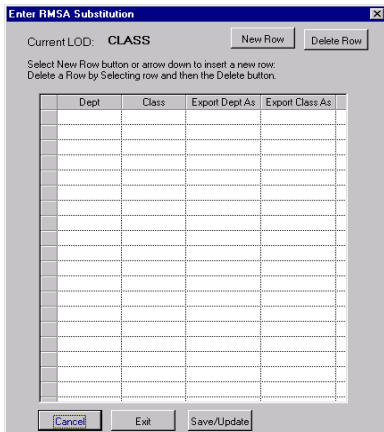 Enter RMSA Substitution
Current LOD: CLASS
New Row
Delete Row
Select New Row button or arrow down to insert a new row:
Delete a Row by Selecting row and then the Delete button.
Dept Class Export Dept As Export Class As
Cancel Exit Save/Update